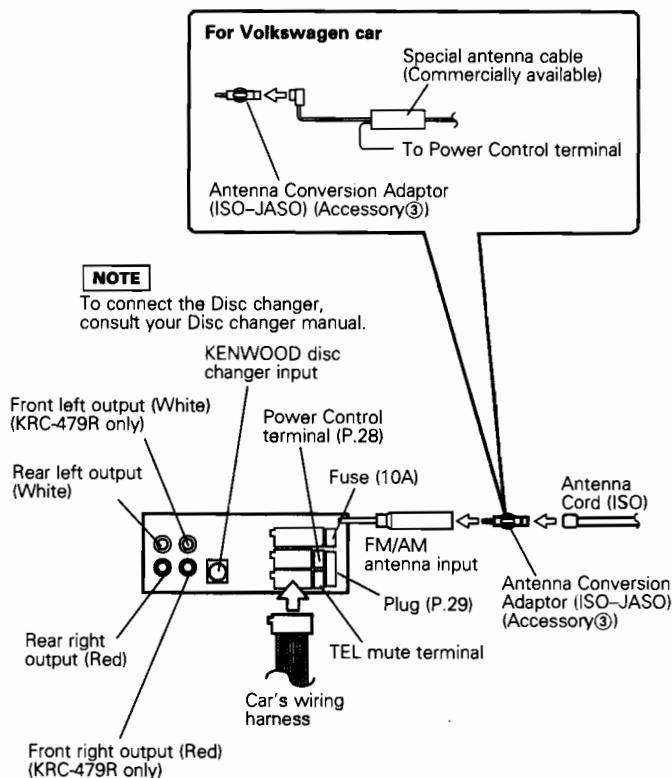 For Volkswagen car
Special antenna cable
(Commercially available)
To Power Control terminal
Antenna Conversion Adaptor
(ISO–JASO) (Accessory③)
NOTE
To connect the Disc changer,
consult your Disc changer manual.
KENWOOD disc
changer input
Front left output (White)
(KRC-479R only)
Power Control
terminal (P.28)
Rear left output
(White)
Fuse (10A)
Antenna
Cord (ISO)
FM/AM
antenna input
Antenna Conversion
Adaptor (ISO–JASO)
(Accessory③)
Plug (P.29)
Rear right
output (Red)
TEL mute terminal
Car's wiring
harness
Front right output (Red)
(KRC-479R only)